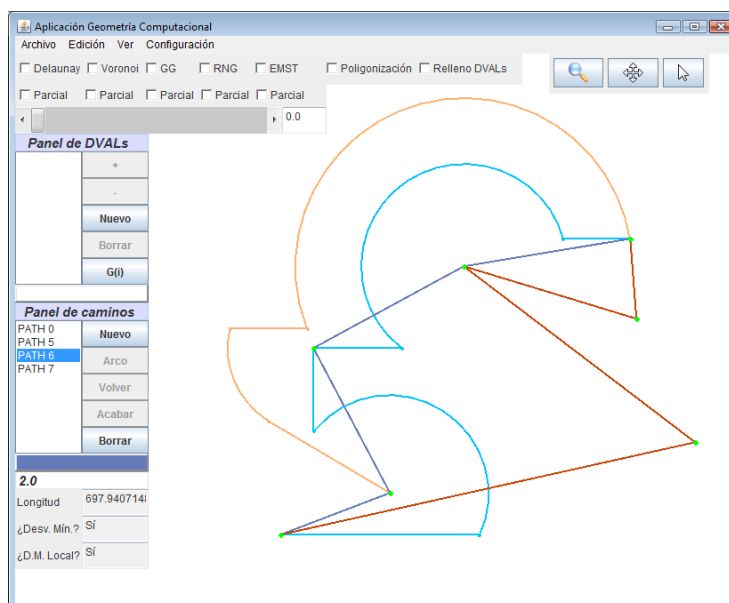 Aplicación Geometría Computacional
Archivo Edición Ver Configuración
Delaunay Voronoi GG RNG EMST Poligonización Relleno DVALs
Parcial Parcial Parcial Parcial Parcial
0.0
Panel de DVALs
+
-
Nuevo
Borrar
G(i)
Panel de caminos
PATH 0
PATH 5
PATH 6
PATH 7
Nuevo
Arco
Volver
Acabar
Borrar
2.0
Longitud 697.9407148
¿Desv. Mín.? Sí
¿D.M. Local? Sí